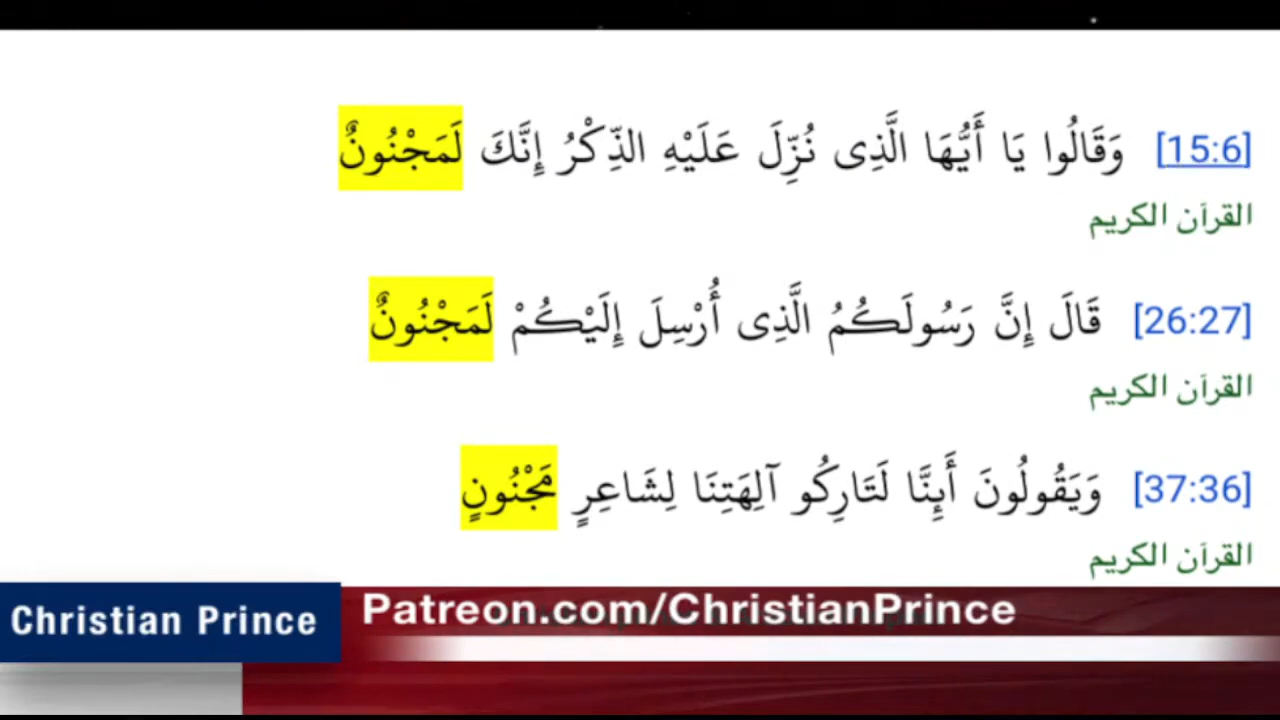 [15:6] وَقَالُوا يَا أَيُّهَا الَّذِى نُزِّلَ عَلَيْهِ الذِّكْرُ إِنَّكَ لَمَجْنُونٌ
القرآن الكريم
[26:27] قَالَ إِنَّ رَسُولَكُمُ الَّذِى أُرْسِلَ إِلَيْكُمْ لَمَجْنُونٌ
القرآن الكريم
[37:36] وَيَقُولُونَ أَئِنَّا لَتَارِكُو آلِهَتِنَا لِشَاعِرٍ مَجْنُونٍ
القرآن الكريم
Christian Prince
Patreon.com/ChristianPrince